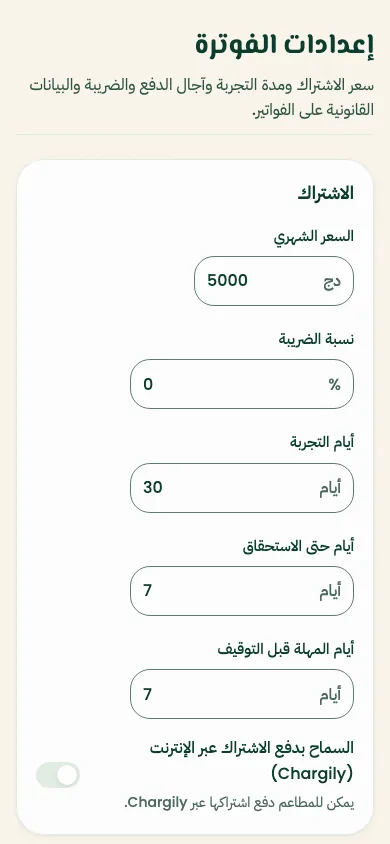 إعدادات الفوترة
سعر الاشتراك ومدة التجربة وآجال الدفع والضريبة والبيانات
القانونية على الفواتير.
الاشتراك
السعر الشهري
دج 5000
نسبة الضريبة
% 0
أيام التجربة
أيام 30
أيام حتى الاستحقاق
أيام 7
أيام المهلة قبل التوقيف
أيام 7
السماح بدفع الاشتراك عبر الإنترنت
(Chargily)
يمكن للمطاعم دفع اشتراكها عبر Chargily.